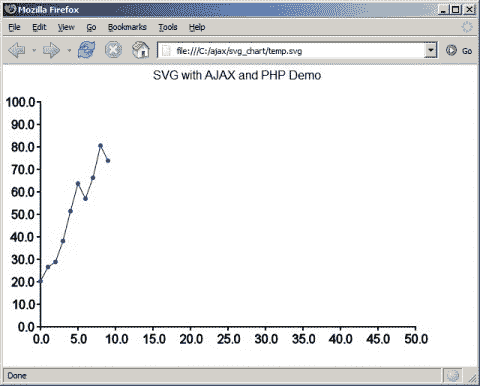 Mozilla Firefox
File Edit View Go Bookmarks Tools Help
file:///C:/ajax/svg_chart/temp.svg Go
SVG with AJAX and PHP Demo
100.0
90.0
80.0
70.0
60.0
50.0
40.0
30.0
20.0
10.0
0.0
0.0 5.0 10.0 15.0 20.0 25.0 30.0 35.0 40.0 45.0 50.0
Done